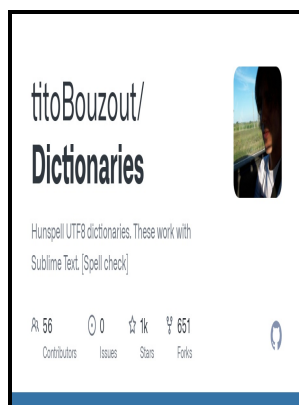 titoBouzout/
Dictionaries
Hunspell UTF8 dictionaries. These work with
Sublime Text. [Spell check]
56 0 1k 651
Contributors Issues Stars Forks